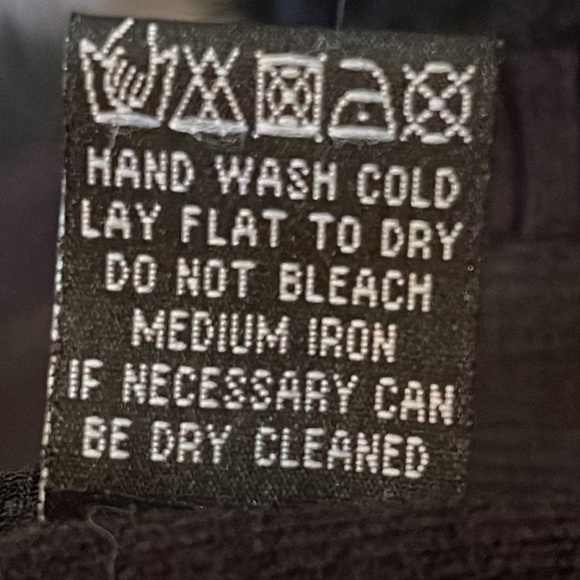 HAND WASH COLD
LAY FLAT TO DRY
DO NOT BLEACH
MEDIUM IRON
IF NECESSARY CAN
BE DRY CLEANED